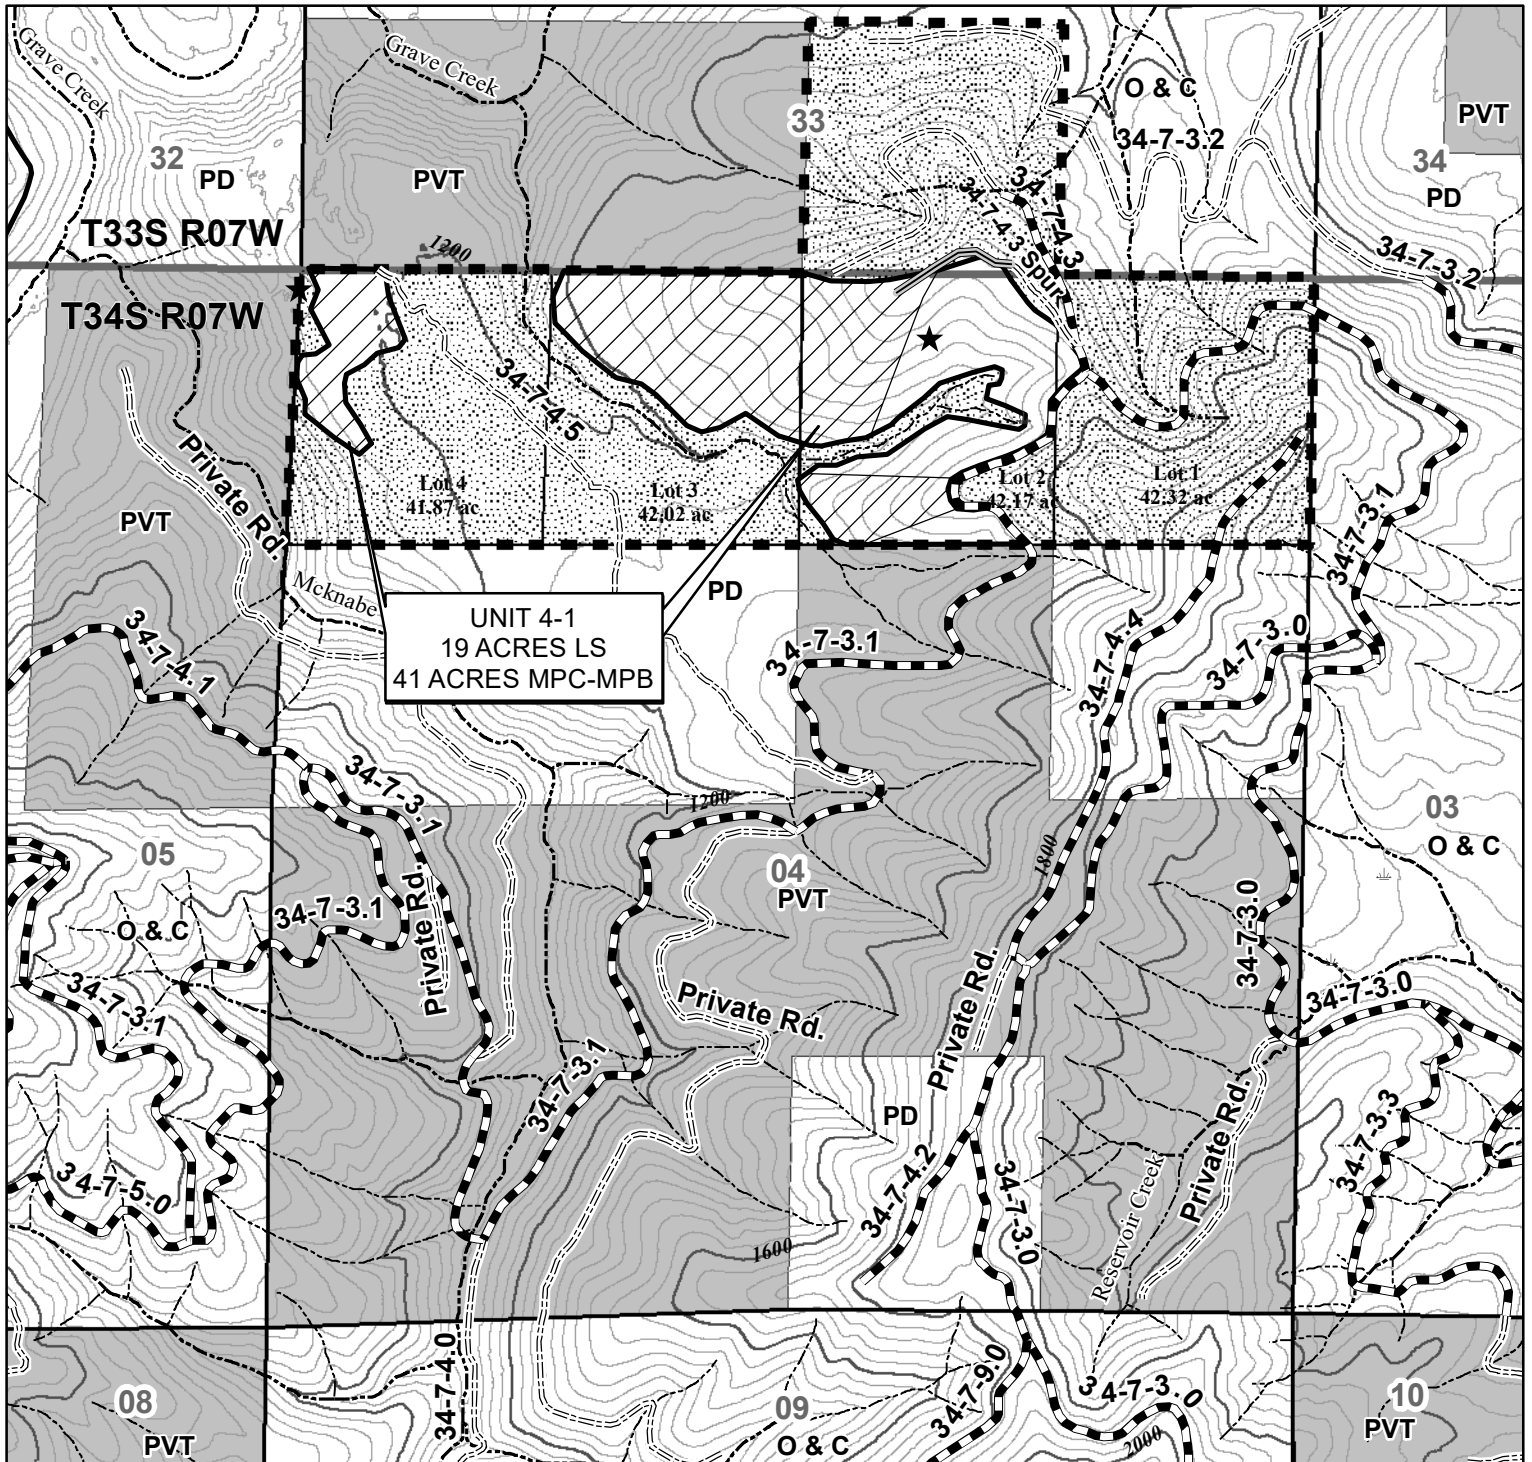 Grave Creek
Grave Creek
O & C
PVT
33
34-7-3.2
32
PD
PVT
34
PD
34-7-4.3
34-7-4.3 Spur
T33S R07W
1200
34-7-3.2
T34S R07W
34-7-4.5
Private Rd.
Lot 4
41.87 ac
Lot 3
42.02 ac
Lot 2
42.17 ac
Lot 1
42.32 ac
PVT
34-7-3.1
Mcknabe
PD
UNIT 4-1
19 ACRES LS
41 ACRES MPC-MPB
34-7-4.1
34-7-3.1
34-7-4.4
34-7-3.0
34-7-3.1
1200
03
O & C
05
04
PVT
1800
34-7-3.1
O & C
Private Rd.
34-7-3.0
34-7-3.1
Private Rd.
Private Rd.
34-7-3.0
34-7-3.1
PD
34-7-3.3
34-7-5.0
34-7-4.2
34-7-3.0
Reservoir Creek
Private Rd.
1600
34-7-4.0
34-7-9.0
34-7-3.0
08
PVT
09
O & C
2000
10
PVT